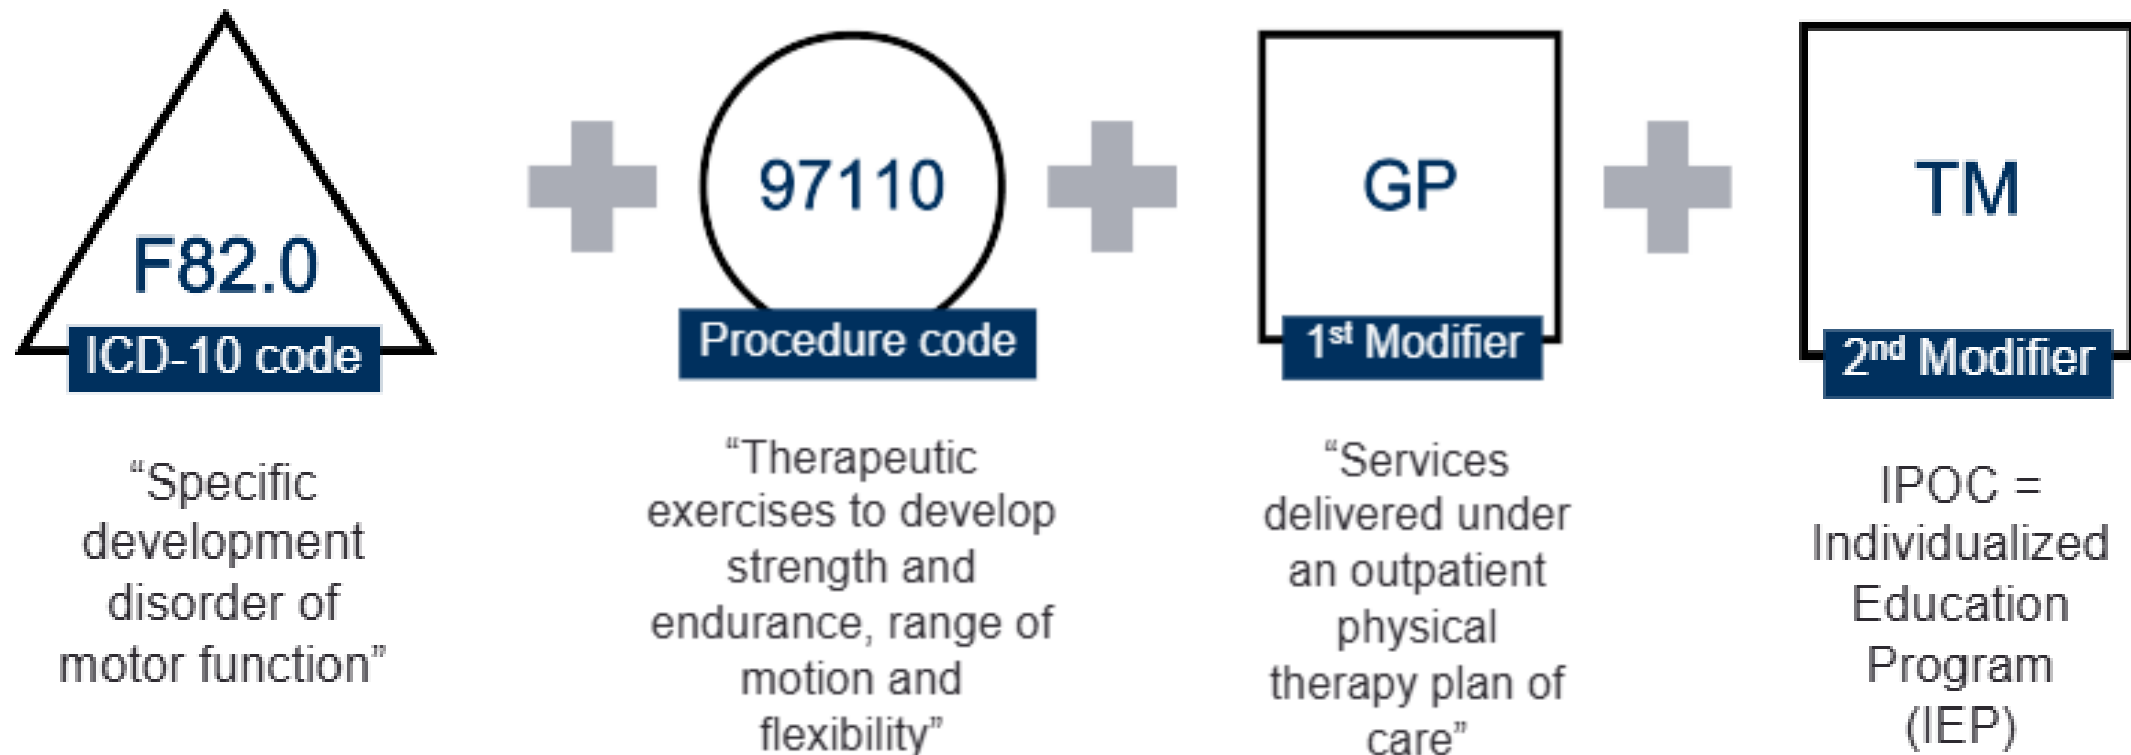 F82.0
ICD-10 code
“Specific
development
disorder of
motor function”
97110
Procedure code
“Therapeutic
exercises to develop
strength and
endurance, range of
motion and
flexibility”
GP
1st Modifier
“Services
delivered under
an outpatient
physical
therapy plan of
care”
TM
2nd Modifier
IPOC =
Individualized
Education
Program
(IEP)